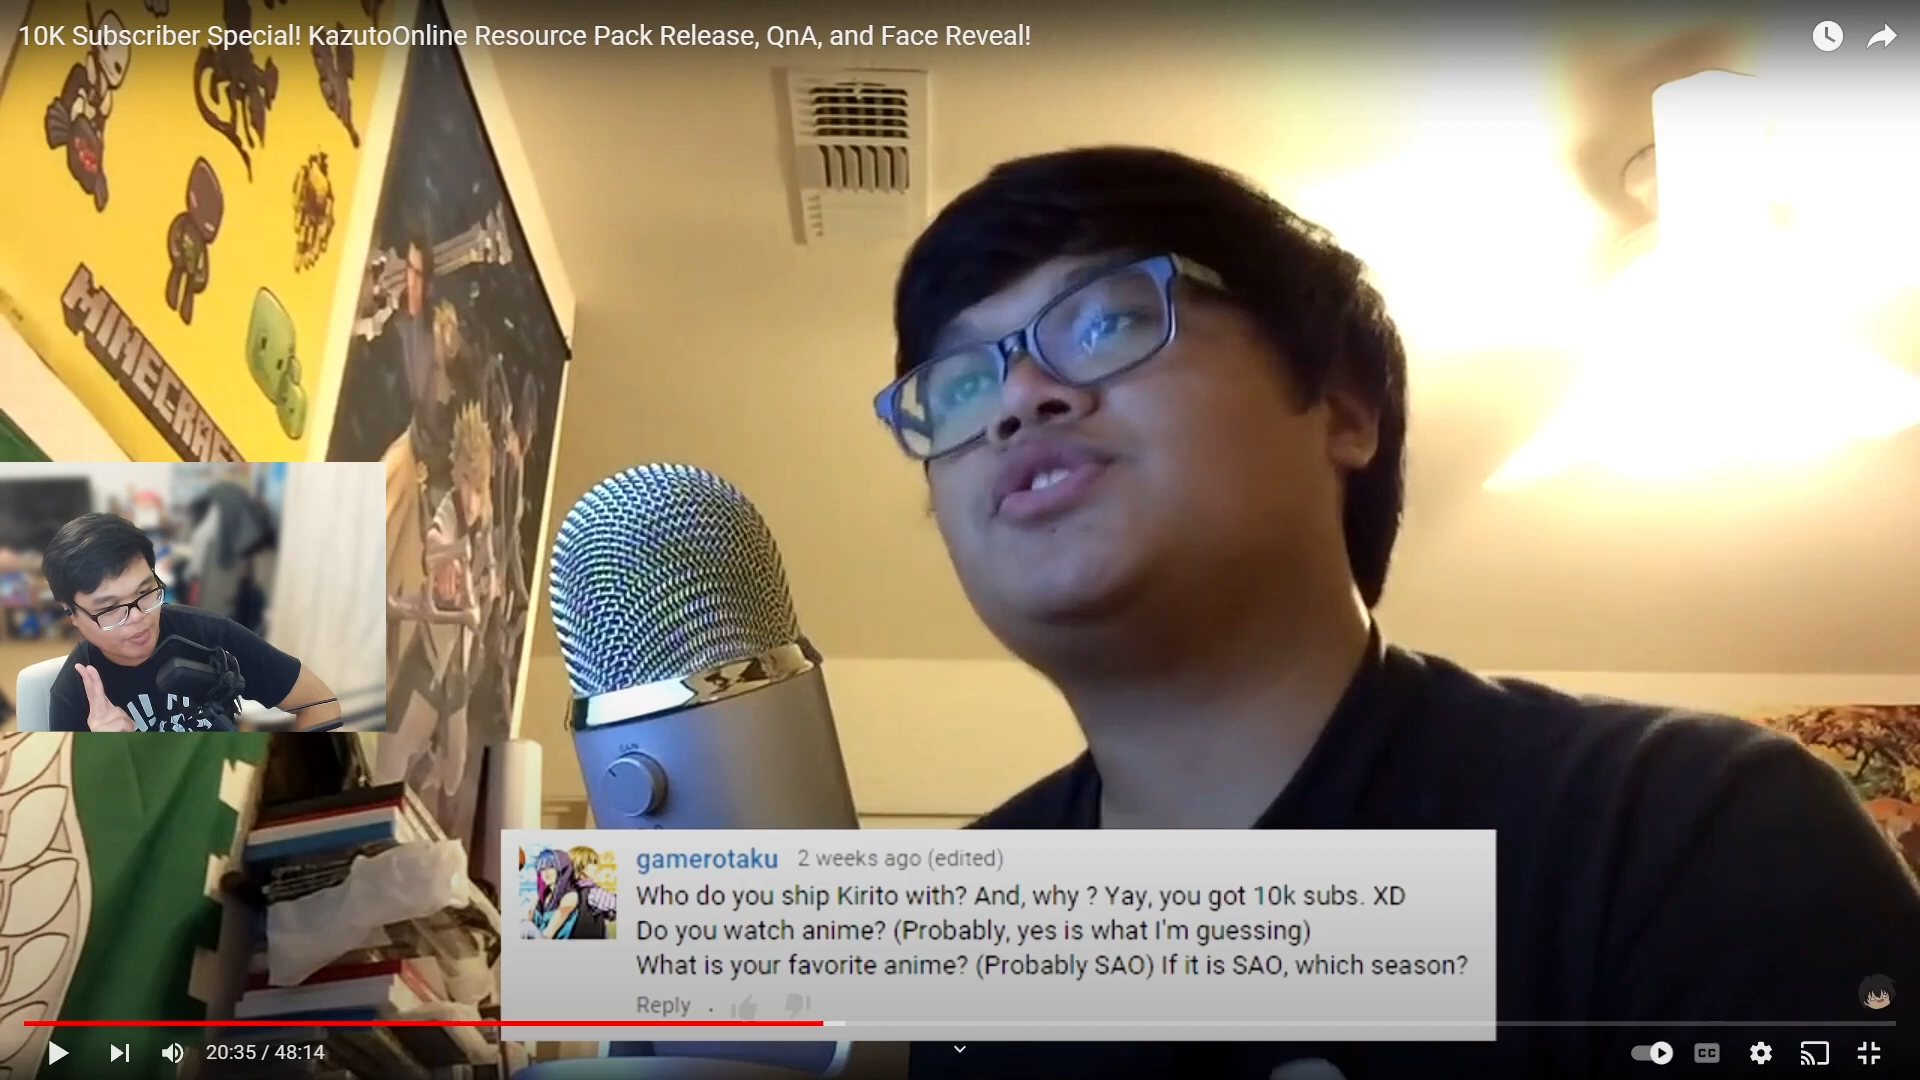 10K Subscriber Special! KazutoOnline Resource Pack Release, QnA, and Face Reveal!
MINECRAFT
GAIN
gamerotaku 2 weeks ago (edited)
Who do you ship Kirito with? And, why ? Yay, you got 10k subs. XD
Do you watch anime? (Probably, yes is what I'm guessing)
What is your favorite anime? (Probably SAO) If it is SAO, which season?
Reply .
20:35 / 48:14
CC